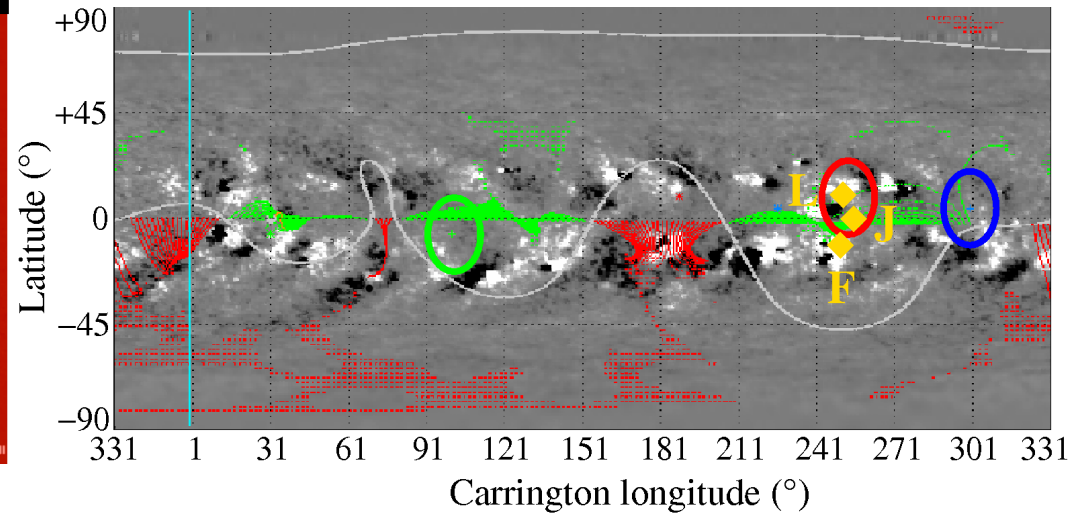 +90
+45
0
−45
−90
Latitude (°)
L
J
F
331 1 31 61 91 121 151 181 211 241 271 301 331
Carrington longitude (°)